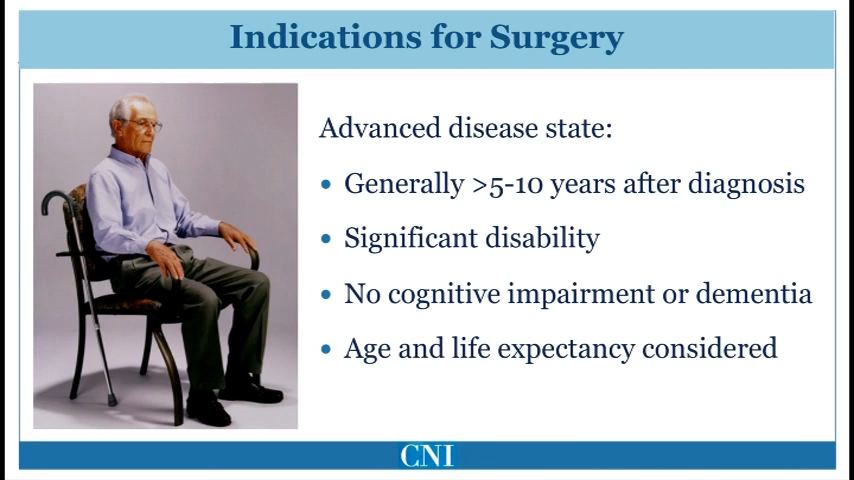 Indications for Surgery
Advanced disease state:
• Generally >5-10 years after diagnosis
• Significant disability
• No cognitive impairment or dementia
• Age and life expectancy considered
CNI